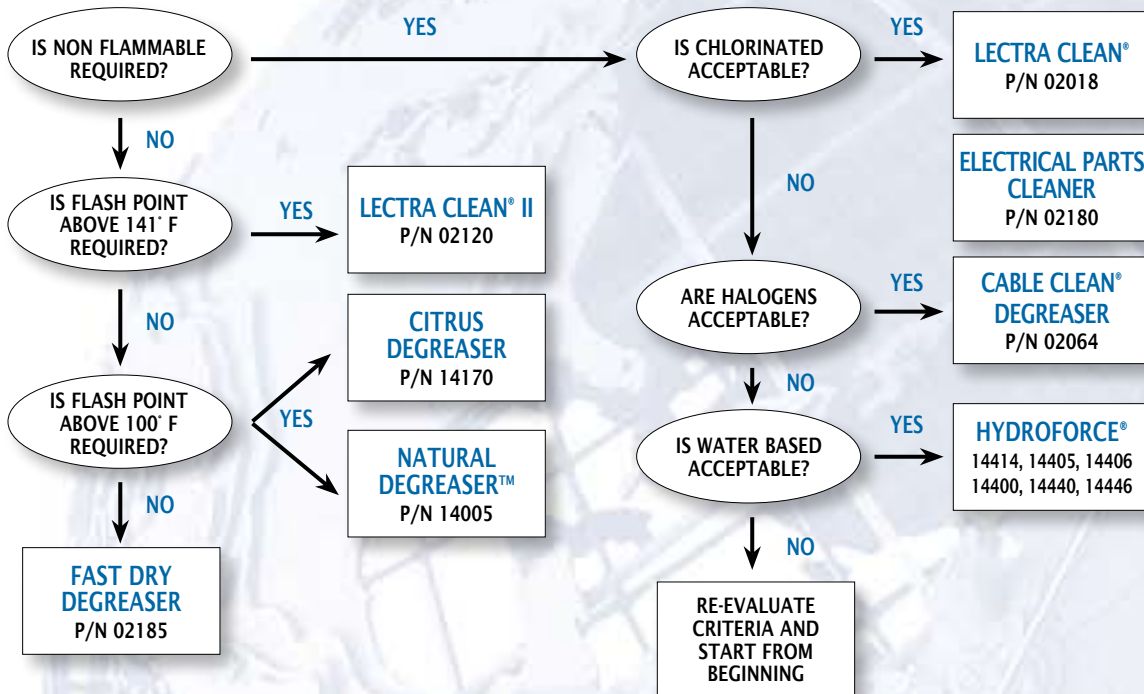 IS NON FLAMMABLE
REQUIRED?
YES
IS CHLORINATED
ACCEPTABLE?
YES
LECTRA CLEAN®
P/N 02018
NO
NO
ELECTRICAL PARTS
CLEANER
P/N 02180
IS FLASH POINT
ABOVE 141° F
REQUIRED?
YES
LECTRA CLEAN® II
P/N 02120
ARE HALOGENS
ACCEPTABLE?
YES
CABLE CLEAN®
DEGREASER
P/N 02064
NO
CITRUS
DEGREASER
P/N 14170
NO
IS FLASH POINT
ABOVE 100° F
REQUIRED?
YES
NATURAL
DEGREASER™
P/N 14005
IS WATER BASED
ACCEPTABLE?
YES
HYDROFORCE®
14414, 14405, 14406
14400, 14440, 14446
NO
NO
FAST DRY
DEGREASER
P/N 02185
RE-EVALUATE
CRITERIA AND
START FROM
BEGINNING